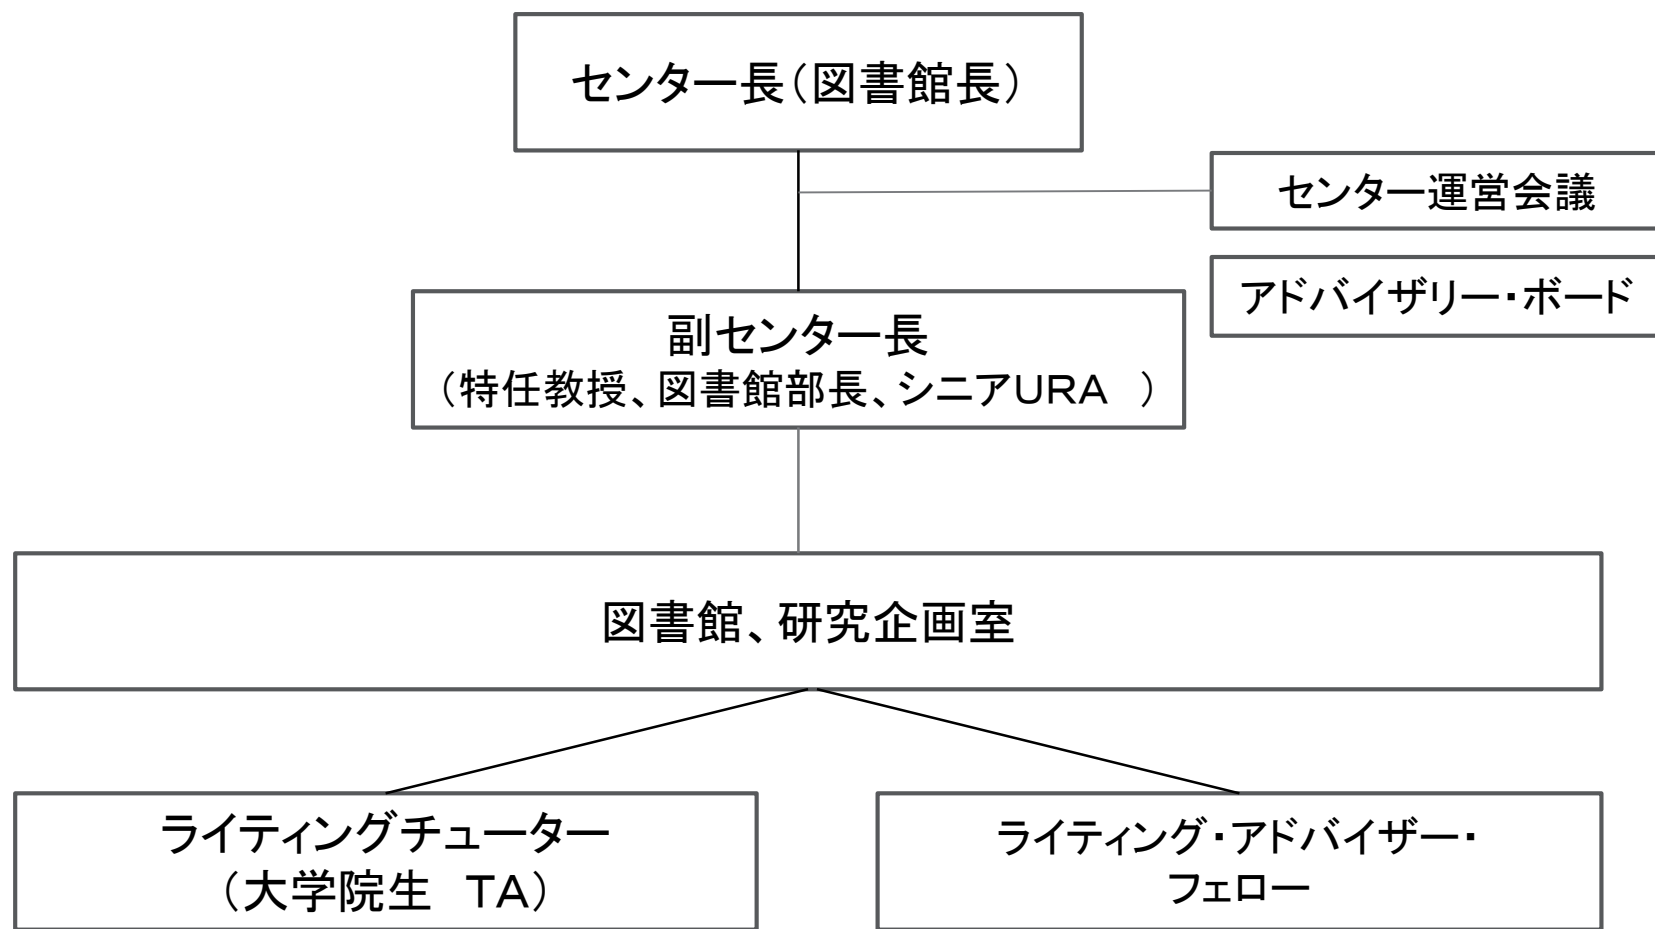 センター長(図書館長)
センター運営会議
アドバイザリー・ボード
副センター長
(特任教授、図書館部長、シニアURA　)
図書館、研究企画室
ライティングチューター
(大学院生　TA)
ライティング・アドバイザー・
フェロー